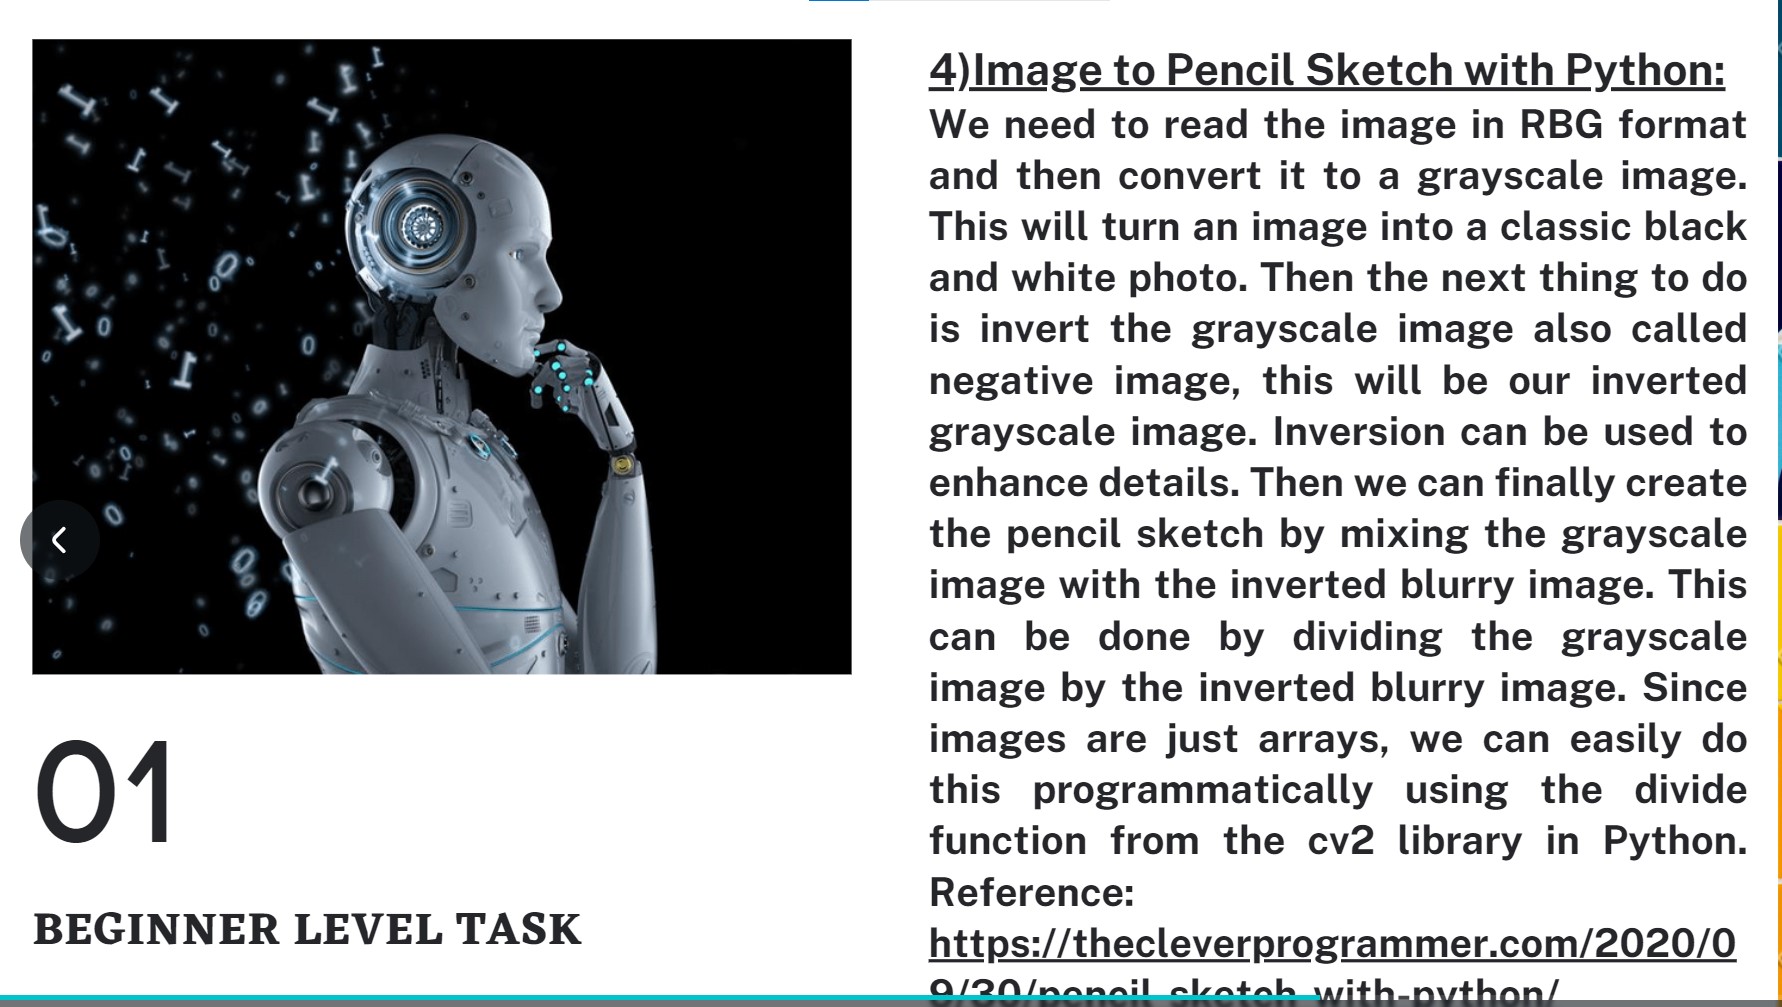 4)Image to Pencil Sketch with Python:
We need to read the image in RBG format
and then convert it to a grayscale image.
This will turn an image into a classic black
and white photo. Then the next thing to do
is invert the grayscale image also called
negative image, this will be our inverted
grayscale image. Inversion can be used to
enhance details. Then we can finally create
the pencil sketch by mixing the grayscale
image with the inverted blurry image. This
can be done by dividing the grayscale
image by the inverted blurry image. Since
images are just arrays, we can easily do
this programmatically using the divide
function from the cv2 library in Python.
Reference:
https://thecleverprogrammer.com/2020/0
9/30/pencil-sketch-with-python/
01
BEGINNER LEVEL TASK